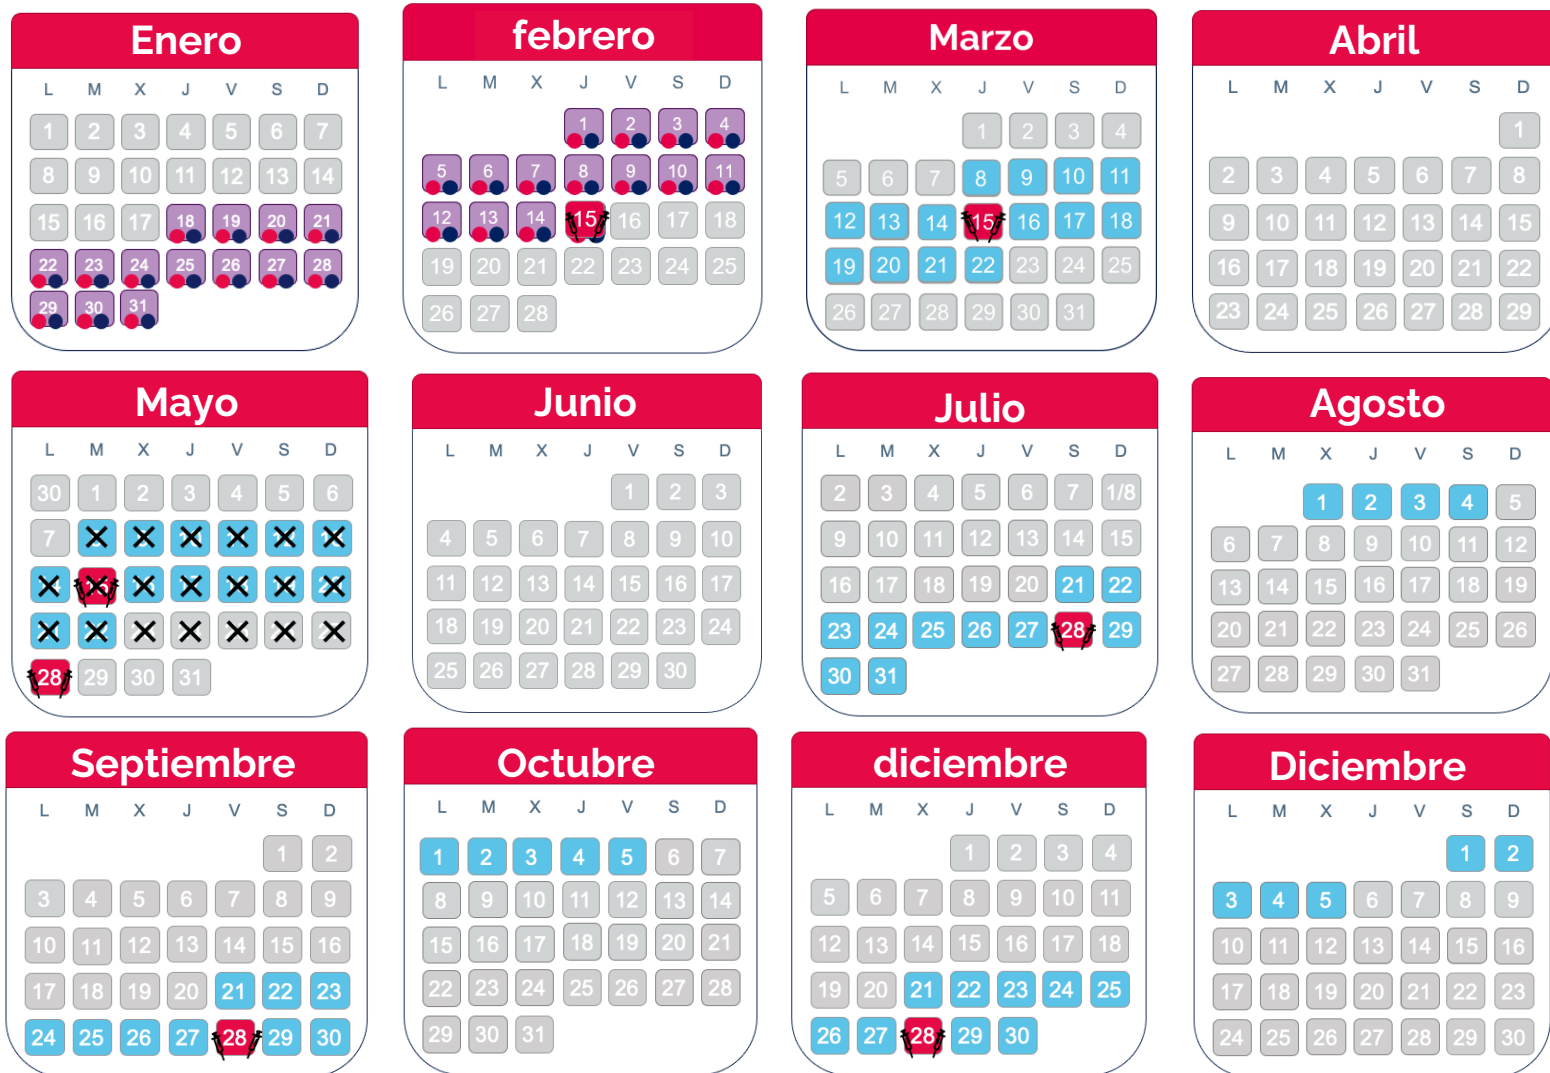 Enero
L M X J V S D
1 2 3 4 5 6 7
8 9 10 11 12 13 14
15 16 17 18 19 20 21
22 23 24 25 26 27 28
29 30 31
febrero
L M X J V S D
1 2 3 4
5 6 7 8 9 10 11
12 13 14 15 16 17 18
19 20 21 22 23 24 25
26 27 28
Marzo
L M X J V S D
1 2 3 4
5 6 7 8 9 10 11
12 13 14 15 16 17 18
19 20 21 22 23 24 25
26 27 28 29 30 31
Abril
L M X J V S D
1
2 3 4 5 6 7 8
9 10 11 12 13 14 15
16 17 18 19 20 21 22
23 24 25 26 27 28 29
Mayo
L M X J V S D
30 1 2 3 4 5 6
7
28 29 30 31
Junio
L M X J V S D
1 2 3
4 5 6 7 8 9 10
11 12 13 14 15 16 17
18 19 20 21 22 23 24
25 26 27 28 29 30
Julio
L M X J V S D
2 3 4 5 6 7 1/8
9 10 11 12 13 14 15
16 17 18 19 20 21 22
23 24 25 26 27 28 29
30 31
Agosto
L M X J V S D
1 2 3 4 5
6 7 8 9 10 11 12
13 14 15 16 17 18 19
20 21 22 23 24 25 26
27 28 29 30 31
Septiembre
L M X J V S D
1 2
3 4 5 6 7 8 9
10 11 12 13 14 15 16
17 18 19 20 21 22 23
24 25 26 27 28 29 30
Octubre
L M X J V S D
1 2 3 4 5 6 7
8 9 10 11 12 13 14
15 16 17 18 19 20 21
22 23 24 25 26 27 28
29 30 31
diciembre
L M X J V S D
1 2 3 4
5 6 7 8 9 10 11
12 13 14 15 16 17 18
19 20 21 22 23 24 25
26 27 28 29 30
Diciembre
L M X J V S D
1 2
3 4 5 6 7 8 9
10 11 12 13 14 15 16
17 18 19 20 21 22 23
24 25 26 27 28 29 30